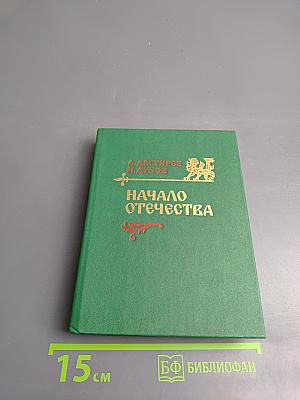 А.ДЕГТЯРЕВ
И.ДУБОВ
НАЧАЛО
ОТЕЧЕСТВА
15 см
БФ БИБЛИОФАН